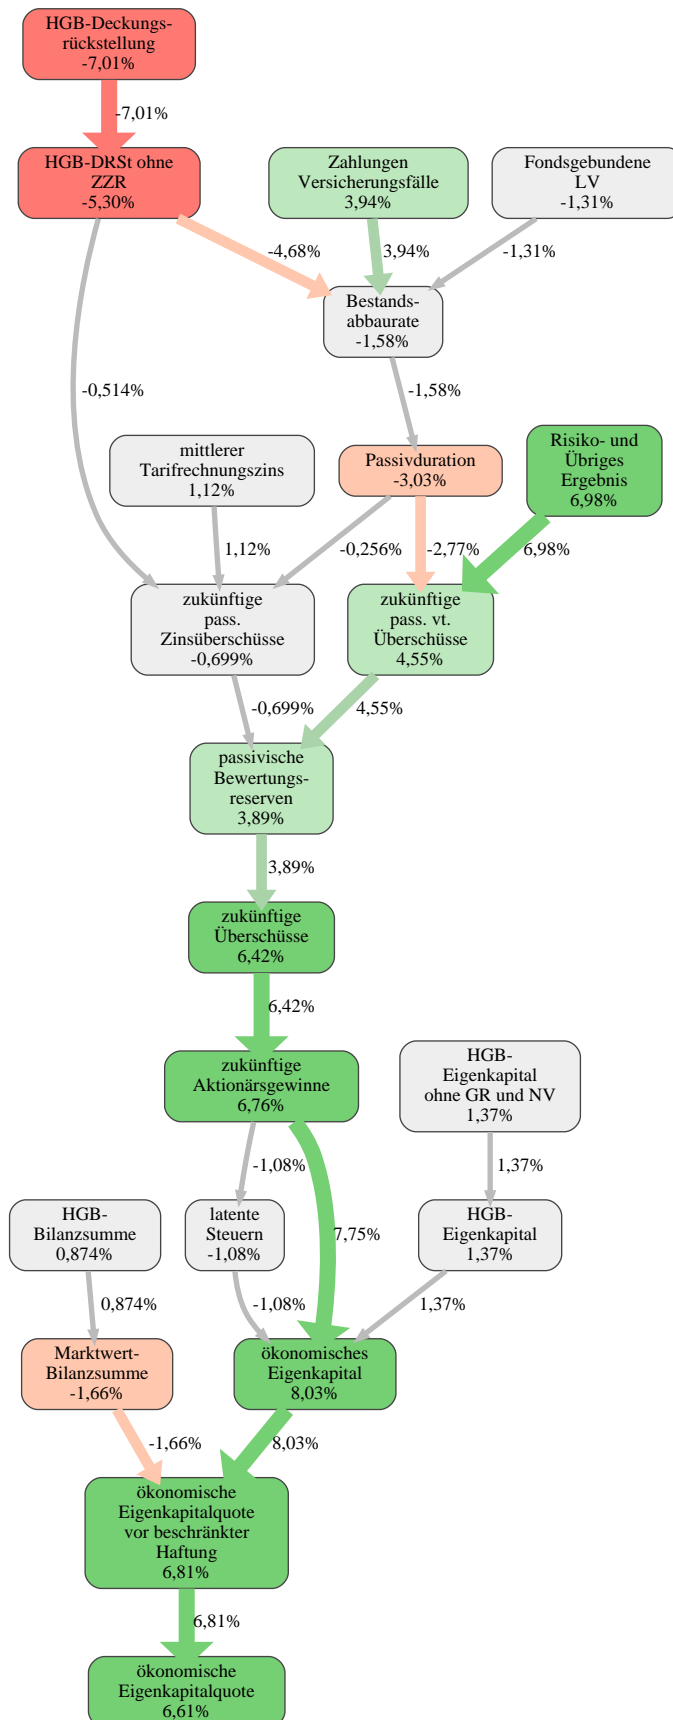 HGB-Deckungs-
rückstellung
-7,01%
-7,01%
HGB-DRSt ohne
ZZR
-5,30%
Zahlungen
Versicherungsfälle
3,94%
Fondsgebundene
LV
-1,31%
-4,68%
3,94%
-1,31%
Bestands-
abbaurate
-1,58%
-0,514%
-1,58%
mittlerer
Tarifrechnungszins
1,12%
Passivduration
-3,03%
Risiko- und
Übriges
Ergebnis
6,98%
1,12%
-0,256%
-2,77%
6,98%
zukünftige
pass.
Zinsüberschüsse
-0,699%
zukünftige
pass. vt.
Überschüsse
4,55%
-0,699%
4,55%
passivische
Bewertungs-
reserven
3,89%
3,89%
zukünftige
Überschüsse
6,42%
6,42%
zukünftige
Aktionärsgewinne
6,76%
HGB-
Eigenkapital
ohne GR und NV
1,37%
-1,08%
7,75%
1,37%
HGB-
Bilanzsumme
0,874%
latente
Steuern
-1,08%
HGB-
Eigenkapital
1,37%
0,874%
-1,08%
1,37%
Marktwert-
Bilanzsumme
-1,66%
ökonomisches
Eigenkapital
8,03%
-1,66%
8,03%
ökonomische
Eigenkapitalquote
vor beschränkter
Haftung
6,81%
6,81%
ökonomische
Eigenkapitalquote
6,61%